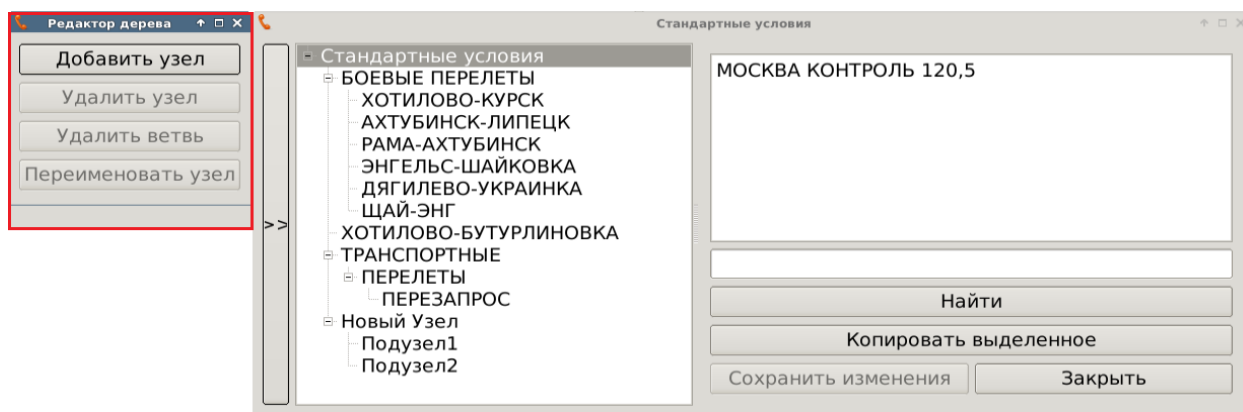 Редактор дерева
Добавить узел
Удалить узел
Удалить ветвь
Переименовать узел
Стандартные условия
>>
Стандартные условия
БОЕВЫЕ ПЕРЕЛЕТЫ
ХОТИЛОВО-КУРСК
АХТУБИНСК-ЛИПЕЦК
РАМА-АХТУБИНСК
ЭНГЕЛЬС-ШАЙКОВКА
ДЯГИЛЕВО-УКРАИНКА
ЩАЙ-ЭНГ
ХОТИЛОВО-БУТУРЛИНОВКА
ТРАНСПОРТНЫЕ
ПЕРЕЛЕТЫ
ПЕРЕЗАПРОС
Новый Узел
Подузел1
Подузел2
МОСКВА КОНТРОЛЬ 120,5
Найти
Копировать выделенное
Сохранить изменения
Закрыть